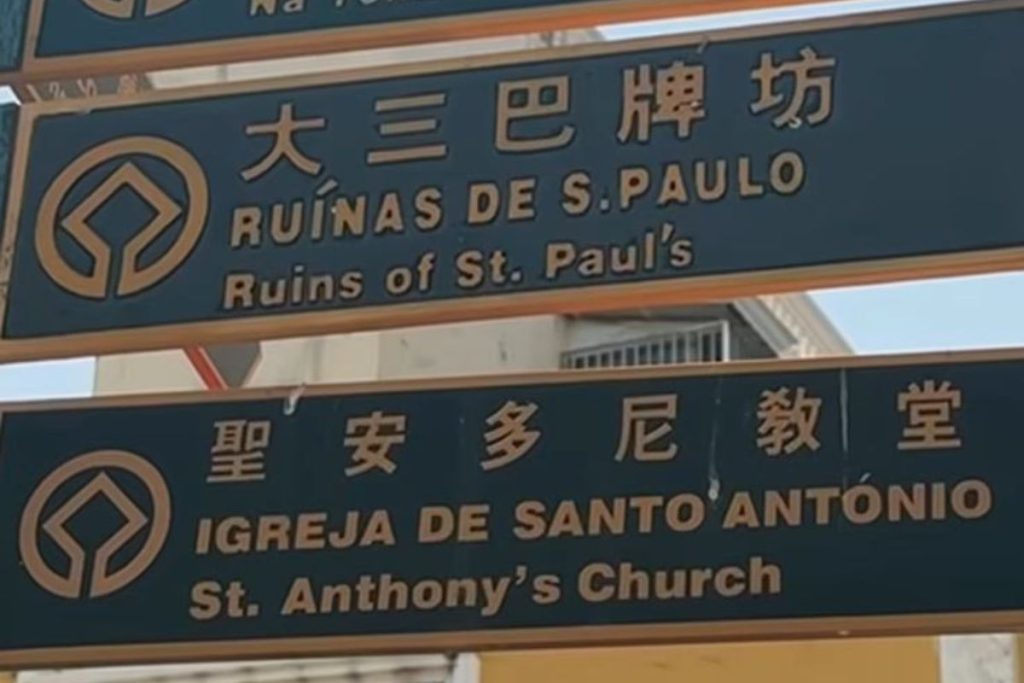 大三巴牌坊
RUÍNAS DE S.PAULO
Ruins of St. Paul's
聖安多尼教堂
IGREJA DE SANTO ANTÓNIO
St. Anthony's Church